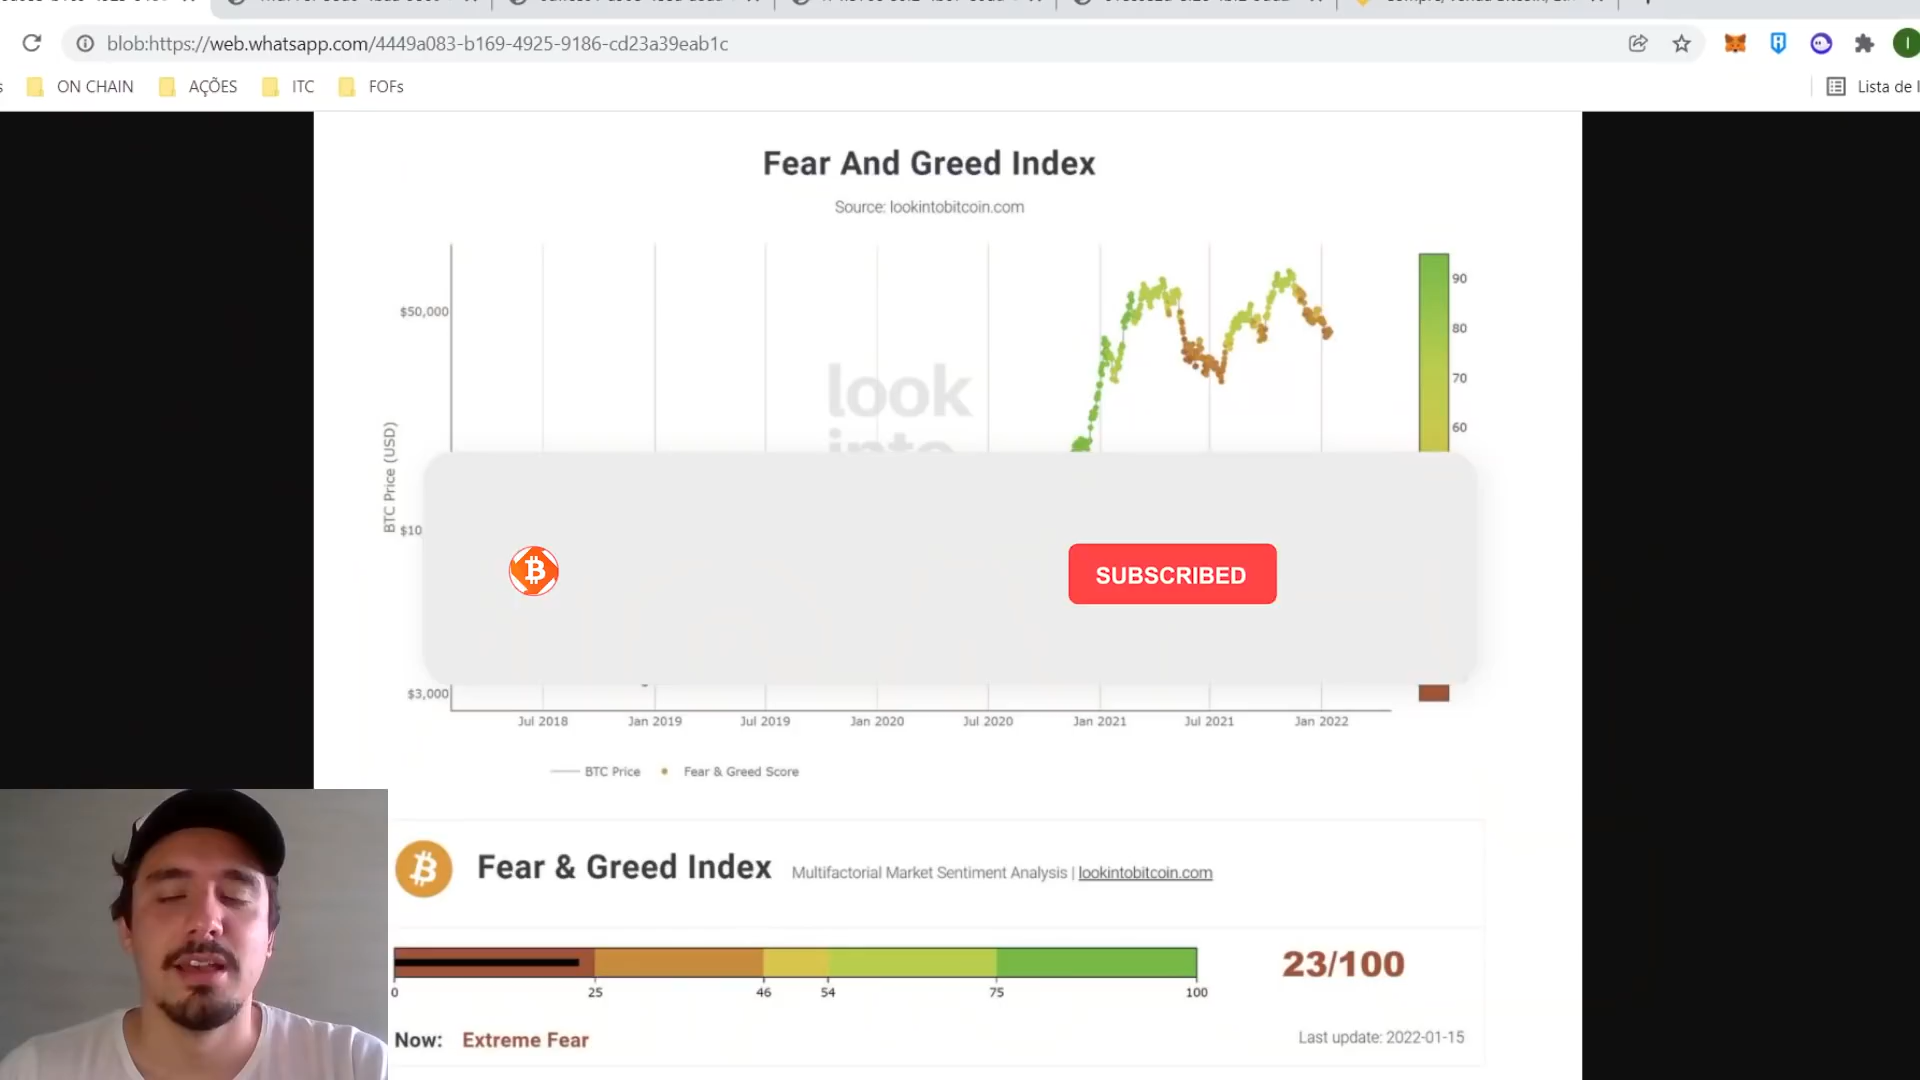 blob:https://web.whatsapp.com/4449a083-b169-4925-9186-cd23a39eab1c
ON CHAIN
AÇÕES
ITC
FOFs
Lista de
Fear And Greed Index
Source: lookintobitcoin.com
$50,000
90
80
70
60
look
into
BTC Price (USD)
$10
SUBSCRIBED
$3,000
Jul 2018
Jan 2019
Jul 2019
Jan 2020
Jul 2020
Jan 2021
Jul 2021
Jan 2022
BTC Price
Fear & Greed Score
Fear & Greed Index
Multifactorial Market Sentiment Analysis | lookintobitcoin.com
23/100
0
25
46
54
75
100
Now: Extreme Fear
Last update: 2022-01-15